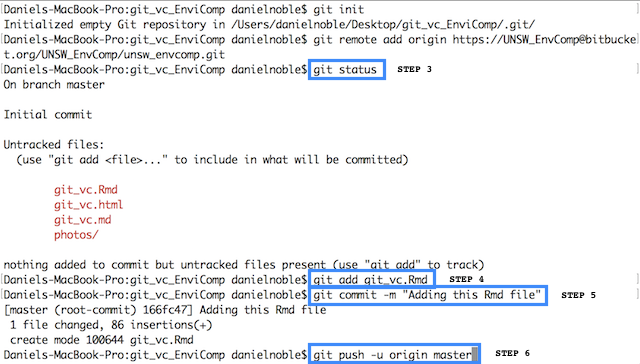 Daniels-MacBook-Pro:git_vc_EnviComp danielnoble$ git init
Initialized empty Git repository in /Users/danielnoble/Desktop/git_vc_EnviComp/.git/
Daniels-MacBook-Pro:git_vc_EnviComp danielnoble$ git remote add origin https://UNSW_EnvComp@bitbucke
t.org/UNSW_EnvComp/unsw_envcomp.git
Daniels-MacBook-Pro:git_vc_EnviComp danielnoble$ git status STEP 3
On branch master
Initial commit
Untracked files:
(use "git add <file>..." to include in what will be committed)
git_vc.Rmd
git_vc.html
git_vc.md
photos/
nothing added to commit but untracked files present (use "git add" to track)
Daniels-MacBook-Pro:git_vc_EnviComp danielnoble$ git add git_vc.Rmd STEP 4
Daniels-MacBook-Pro:git_vc_EnviComp danielnoble$ git commit -m "Adding this Rmd file" STEP 5
[master (root-commit) 166fc47] Adding this Rmd file
1 file changed, 86 insertions(+)
create mode 100644 git_vc.Rmd
Daniels-MacBook-Pro:git_vc_EnviComp danielnoble$ git push -u origin master STEP 6